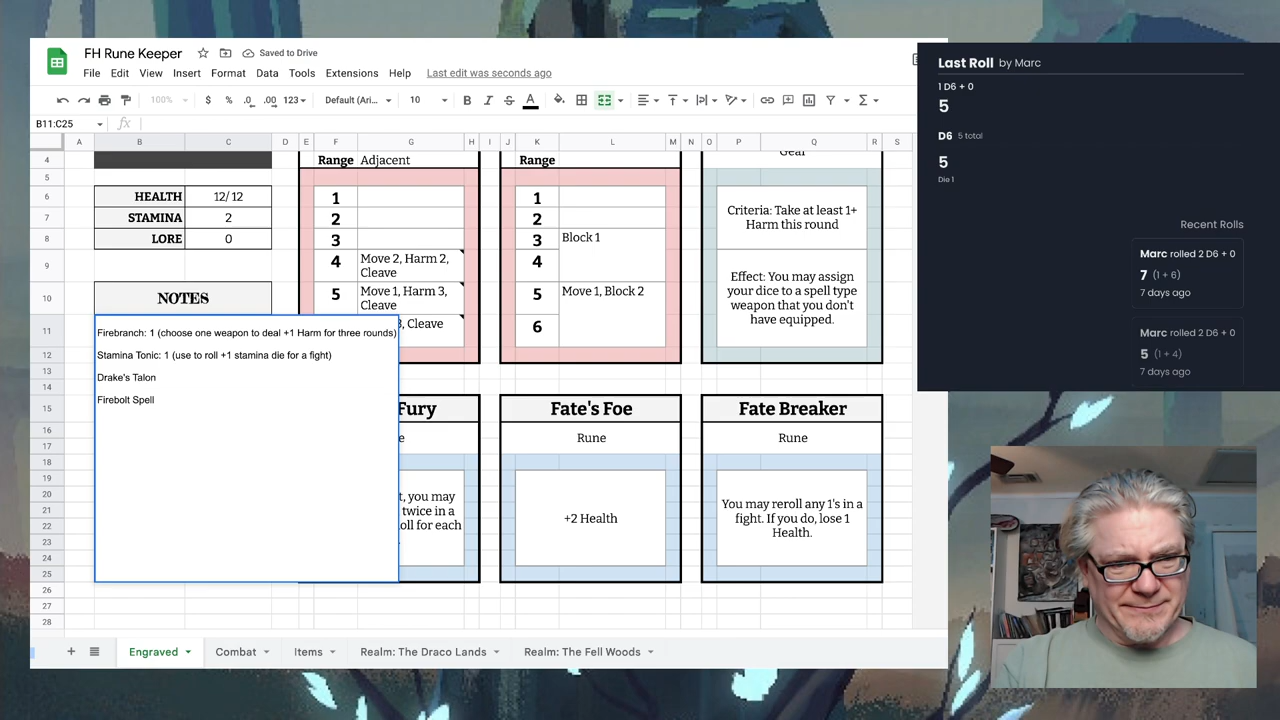 FH Rune Keeper
Saved to Drive
File Edit View Insert Format Data Tools Extensions Help Last edit was seconds ago
100% $ % .0 .00 123 Default (Ari... 10 B I S A
B11:C25 fx
A B C D E F G H I J K L M N O P Q R S
4
5
6
7
8
9
10
11
12
13
14
15
16
17
18
19
20
21
22
23
24
25
26
27
28
HEALTH 12/ 12
STAMINA 2
LORE 0
NOTES
Firebranch: 1 (choose one weapon to deal +1 Harm for three rounds)
Stamina Tonic: 1 (use to roll +1 stamina die for a fight)
Drake's Talon
Firebolt Spell
Range Adjacent
1
2
3
4 Move 2, Harm 2,
Cleave
5 Move 1, Harm 3,
Cleave
3, Cleave
Range
1
2
3 Block 1
4
5 Move 1, Block 2
6
Gear
Criteria: Take at least 1+
Harm this round
Effect: You may assign
your dice to a spell type
weapon that you don't
have equipped.
Fury
e
t, you may
twice in a
oll for each
Fate's Foe
Rune
+2 Health
Fate Breaker
Rune
You may reroll any 1's in a
fight. If you do, lose 1
Health.
+ Engraved Combat Items Realm: The Draco Lands Realm: The Fell Woods
Last Roll by Marc
1 D6 + 0
5
D6 5 total
5
Die 1
Recent Rolls
Marc rolled 2 D6 + 0
7 (1 + 6)
7 days ago
Marc rolled 2 D6 + 0
5 (1 + 4)
7 days ago